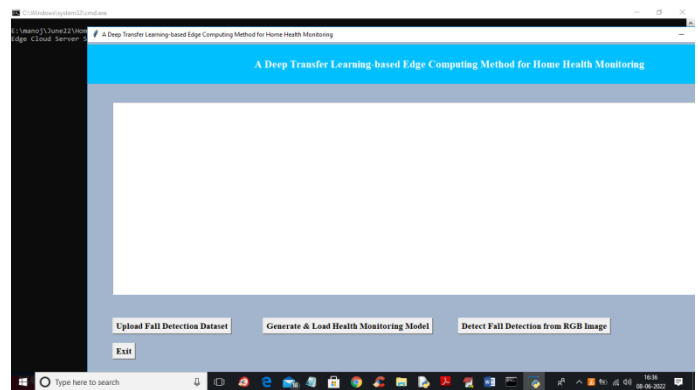 C:\Windows\system32\cmd.exe
E:\manoj\June22\Hom
Edge Cloud Server S
A Deep Transfer Learning-based Edge Computing Method for Home Health Monitoring
A Deep Transfer Learning-based Edge Computing Method for Home Health Monitoring
Upload Fall Detection Dataset
Generate & Load Health Monitoring Model
Detect Fall Detection from RGB Image
Exit
Type here to search
16:36
08-06-2022